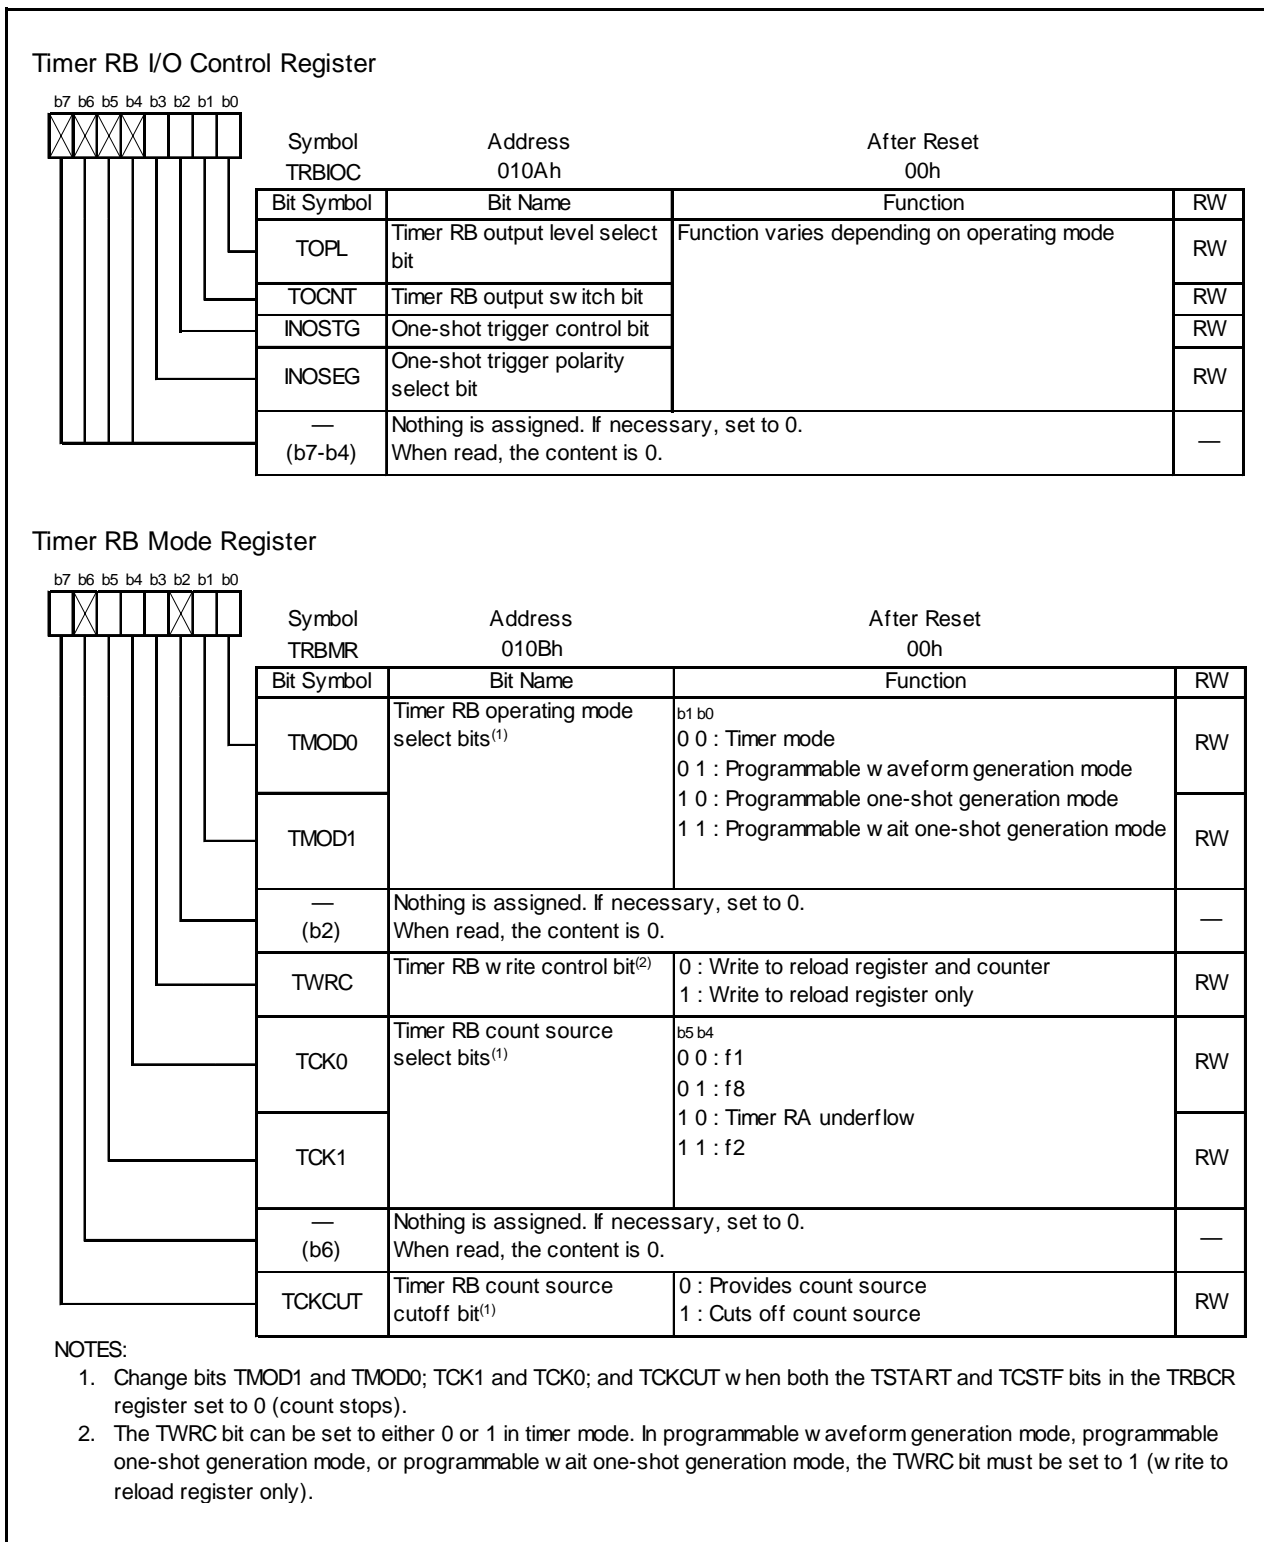 Timer RB I/O Control Register
b7 b6 b5 b4 b3 b2 b1 b0
Symbol Address After Reset
TRBIOC 010Ah 00h
Bit Symbol Bit Name Function RW
TOPL Timer RB output level select bit Function varies depending on operating mode RW
TOCNT Timer RB output switch bit RW
INOSTG One-shot trigger control bit RW
INOSEG One-shot trigger polarity select bit RW
— (b7-b4) Nothing is assigned. If necessary, set to 0. —
When read, the content is 0.
Timer RB Mode Register
b7 b6 b5 b4 b3 b2 b1 b0
Symbol Address After Reset
TRBMR 010Bh 00h
Bit Symbol Bit Name Function RW
TMOD0 Timer RB operating mode select bits(1) b1 b0 RW
0 0 : Timer mode
0 1 : Programmable waveform generation mode
1 0 : Programmable one-shot generation mode
TMOD1 1 1 : Programmable wait one-shot generation mode RW
— (b2) Nothing is assigned. If necessary, set to 0. —
When read, the content is 0.
TWRC Timer RB write control bit(2) 0 : Write to reload register and counter RW
1 : Write to reload register only
TCK0 Timer RB count source select bits(1) b5 b4 RW
0 0 : f1
0 1 : f8
1 0 : Timer RA underflow
TCK1 1 1 : f2 RW
— (b6) Nothing is assigned. If necessary, set to 0. —
When read, the content is 0.
TCKCUT Timer RB count source cutoff bit(1) 0 : Provides count source RW
1 : Cuts off count source
NOTES:
1. Change bits TMOD1 and TMOD0; TCK1 and TCK0; and TCKCUT when both the TSTART and TCSTF bits in the TRBCR
register set to 0 (count stops).
2. The TWRC bit can be set to either 0 or 1 in timer mode. In programmable waveform generation mode, programmable
one-shot generation mode, or programmable wait one-shot generation mode, the TWRC bit must be set to 1 (write to
reload register only).